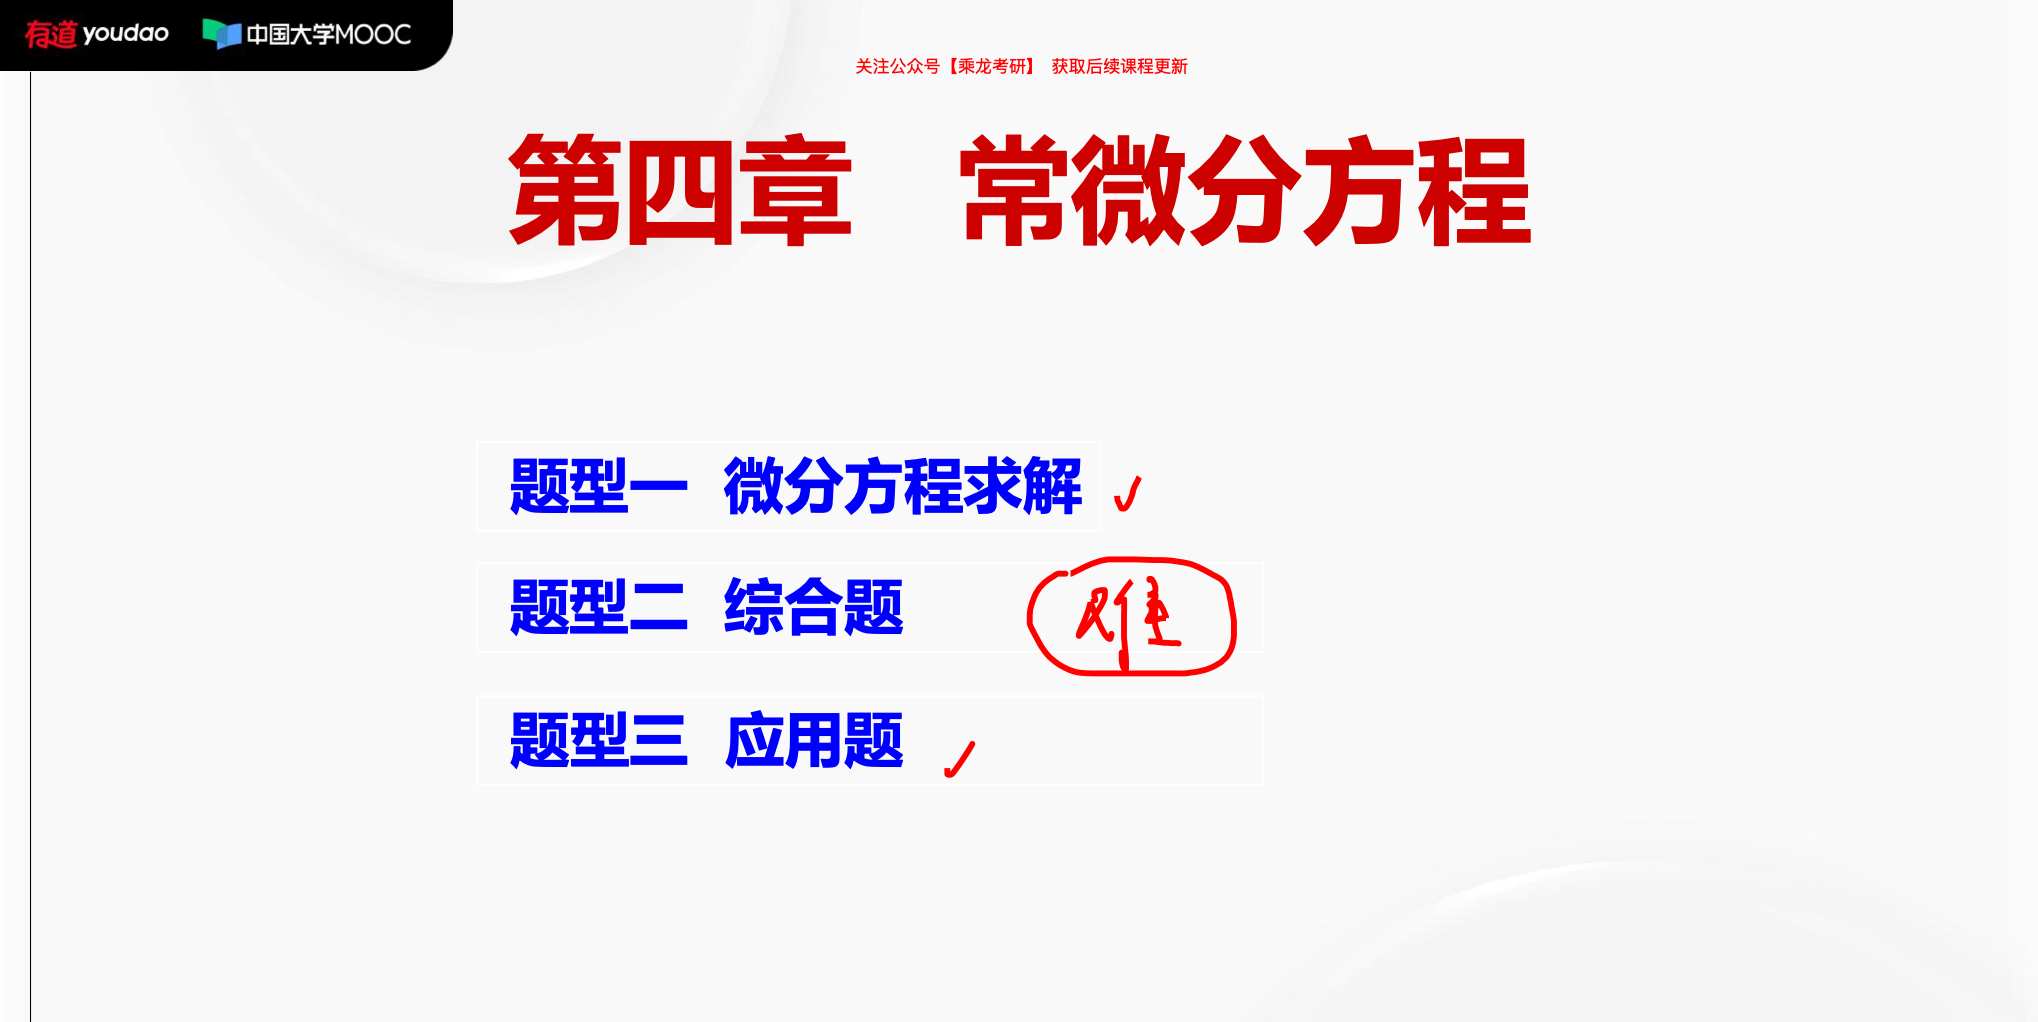 有道 youdao 中国大学MOOC
关注公众号【乘龙考研】 获取后续课程更新
第四章 常微分方程
题型一 微分方程求解
题型二 综合题 难
题型三 应用题